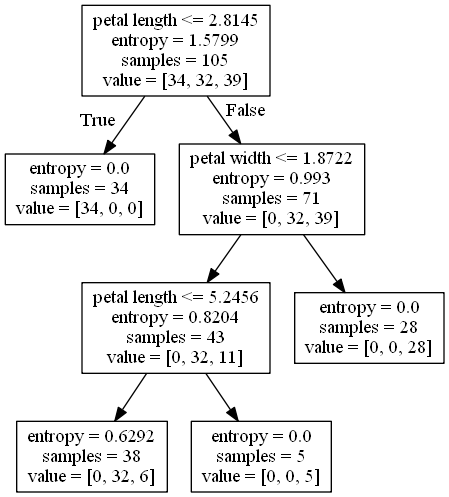 petal length <= 2.8145
entropy = 1.5799
samples = 105
value = [34, 32, 39]
True
False
entropy = 0.0
samples = 34
value = [34, 0, 0]
petal width <= 1.8722
entropy = 0.993
samples = 71
value = [0, 32, 39]
petal length <= 5.2456
entropy = 0.8204
samples = 43
value = [0, 32, 11]
entropy = 0.0
samples = 28
value = [0, 0, 28]
entropy = 0.6292
samples = 38
value = [0, 32, 6]
entropy = 0.0
samples = 5
value = [0, 0, 5]